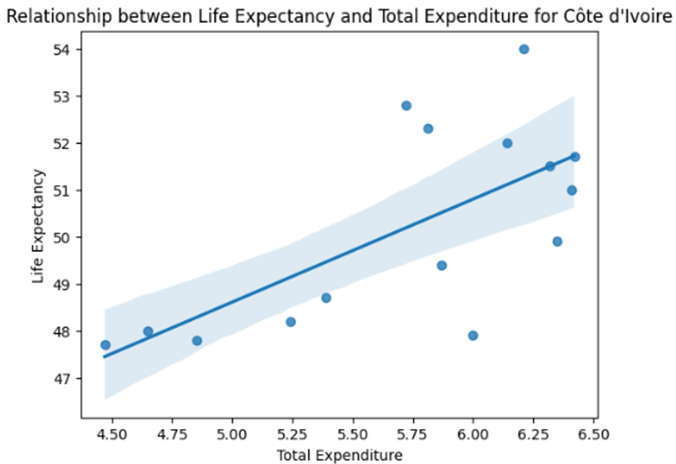 Relationship between Life Expectancy and Total Expenditure for Côte d'Ivoire
54
53
52
51
50
49
48
47
Life Expectancy
4.50 4.75 5.00 5.25 5.50 5.75 6.00 6.25 6.50
Total Expenditure